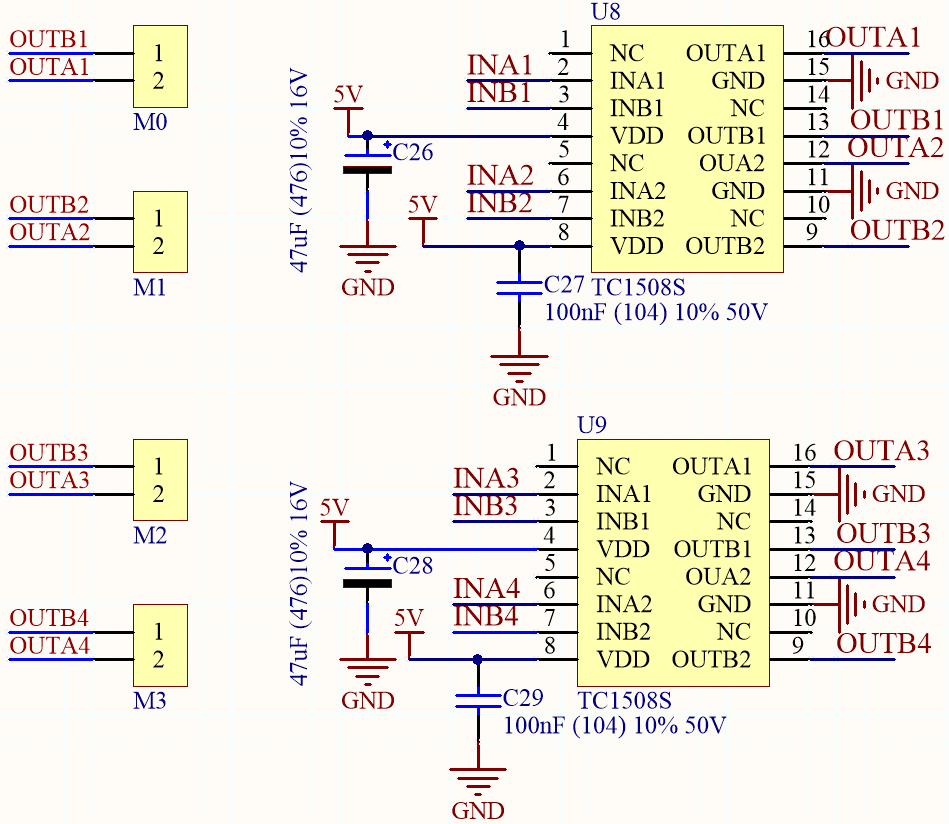 OUTB1
OUTA1
1
2
M0
OUTB2
OUTA2
1
2
M1
47uF (476)10% 16V
5V
C26
GND
5V
C27
100nF (104) 10% 50V
GND
U8
INA1
INB1
INA2
INB2
1 NC OUTA1 16 OUTA1
2 INA1 GND 15 GND
3 INB1 NC 14
4 VDD OUTB1 13 OUTB1
5 NC OUA2 12 OUTA2
6 INA2 GND 11 GND
7 INB2 NC 10
8 VDD OUTB2 9 OUTB2
TC1508S
OUTB3
OUTA3
1
2
M2
OUTB4
OUTA4
1
2
M3
47uF (476)10% 16V
5V
C28
GND
5V
C29
100nF (104) 10% 50V
GND
U9
INA3
INB3
INA4
INB4
1 NC OUTA1 16 OUTA3
2 INA1 GND 15 GND
3 INB1 NC 14
4 VDD OUTB1 13 OUTB3
5 NC OUA2 12 OUTA4
6 INA2 GND 11 GND
7 INB2 NC 10
8 VDD OUTB2 9 OUTB4
TC1508S